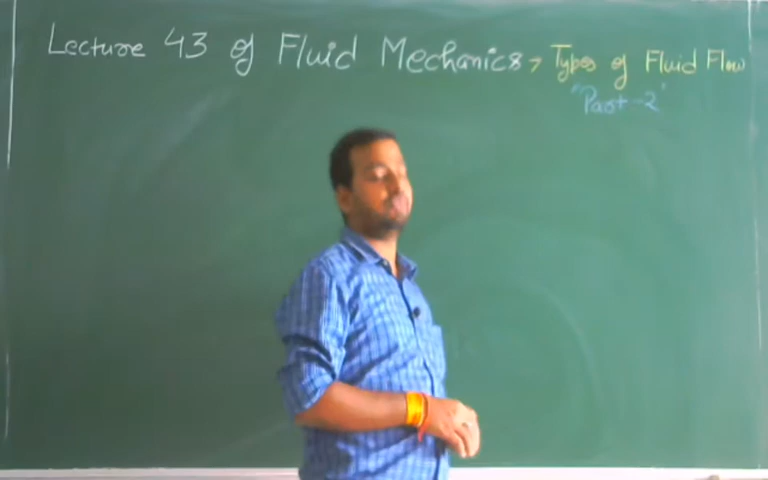 Lecture 43 of Fluid Mechanics → Types of Fluid Flow
"Part-2"